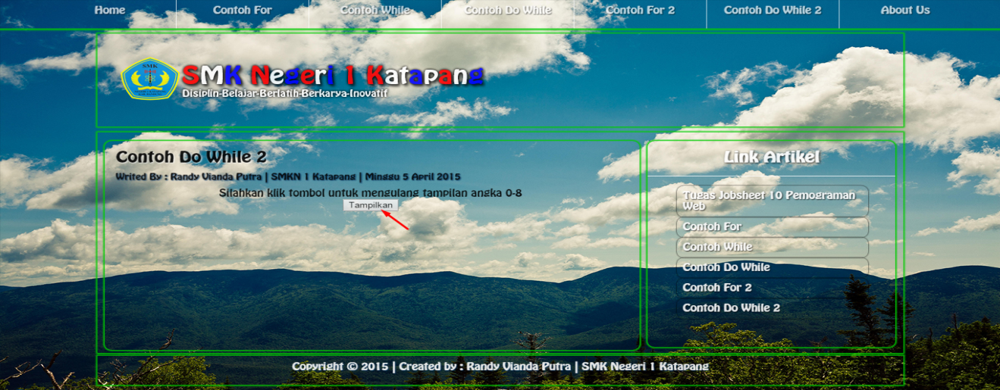 Home Contoh For Contoh While Contoh Do While Contoh For 2 Contoh Do While 2 About Us
SMK
SMK Negeri 1 Katapang
Disiplin-Belajar-Berlatih-Berkarya-Inovatif
Contoh Do While 2
Writed By : Randy Vianda Putra | SMKN 1 Katapang | Minggu 5 April 2015
Silahkan klik tombol untuk mengulang tampilan angka 0-8
Tampilkan
Link Artikel
Tugas Jobsheet 10 Pemograman
Web
Contoh For
Contoh While
Contoh Do While
Contoh For 2
Contoh Do While 2
Copyright © 2015 | Created by : Randy Vianda Putra | SMK Negeri 1 Katapang